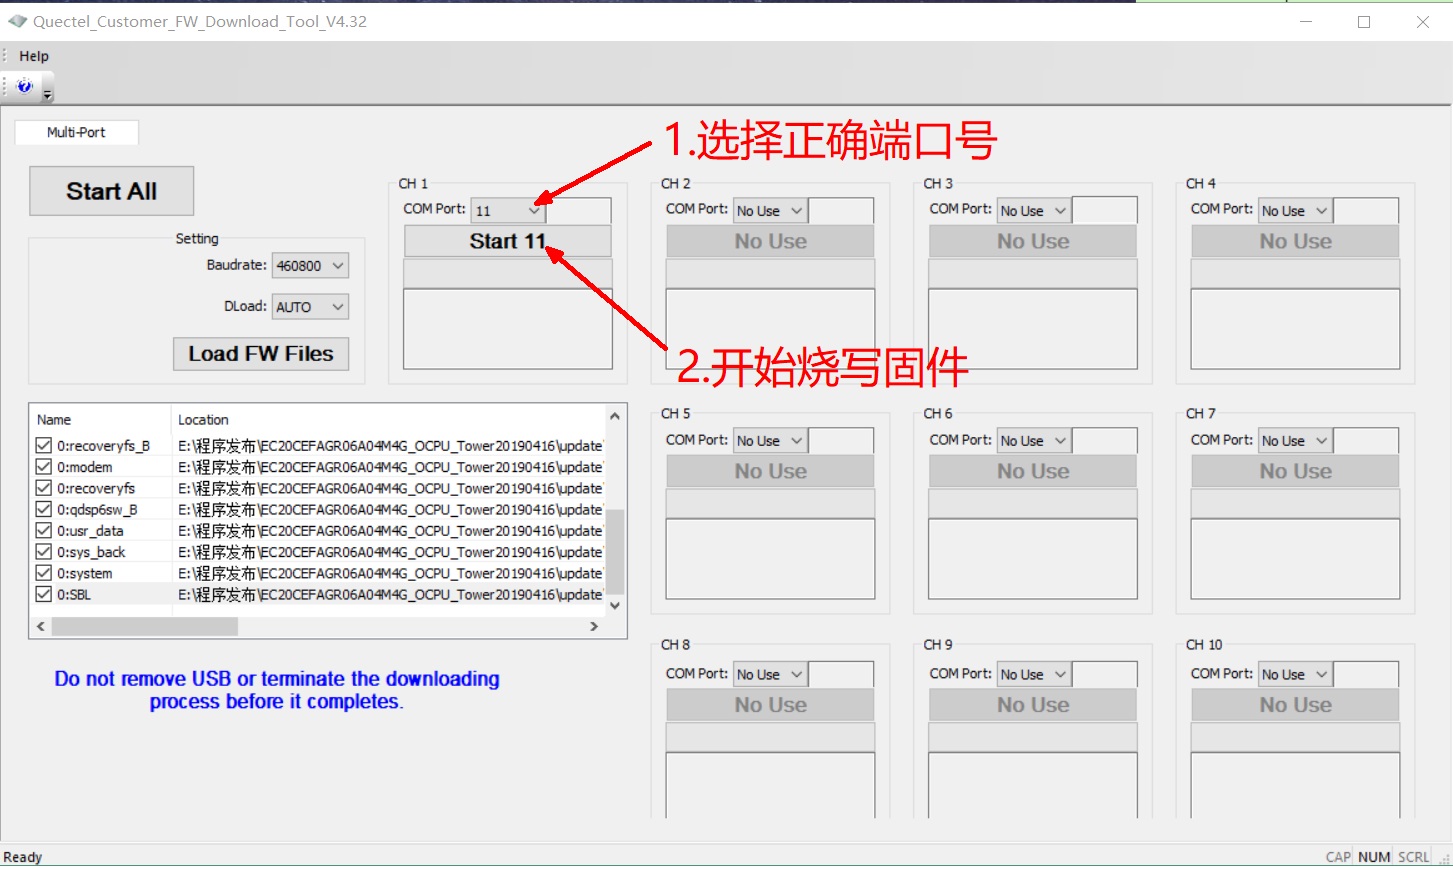 Quectel_Customer_FW_Download_Tool_V4.32
Help
Multi-Port
1.选择正确端口号
Start All
CH 1
COM Port: 11
Start 11
CH 2
COM Port: No Use
No Use
CH 3
COM Port: No Use
No Use
CH 4
COM Port: No Use
No Use
Setting
Baudrate: 460800
DLoad: AUTO
Load FW Files
2.开始烧写固件
Name Location
0:recoveryfs_B E:\程序发布\EC20CEFAGR06A04M4G_OCPU_Tower20190416\update\
0:modem E:\程序发布\EC20CEFAGR06A04M4G_OCPU_Tower20190416\update\
0:recoveryfs E:\程序发布\EC20CEFAGR06A04M4G_OCPU_Tower20190416\update\
0:qdsp6sw_B E:\程序发布\EC20CEFAGR06A04M4G_OCPU_Tower20190416\update\
0:usr_data E:\程序发布\EC20CEFAGR06A04M4G_OCPU_Tower20190416\update\
0:sys_back E:\程序发布\EC20CEFAGR06A04M4G_OCPU_Tower20190416\update\
0:system E:\程序发布\EC20CEFAGR06A04M4G_OCPU_Tower20190416\update\
0:SBL E:\程序发布\EC20CEFAGR06A04M4G_OCPU_Tower20190416\update\
Do not remove USB or terminate the downloading
process before it completes.
CH 5
COM Port: No Use
No Use
CH 6
COM Port: No Use
No Use
CH 7
COM Port: No Use
No Use
CH 8
COM Port: No Use
No Use
CH 9
COM Port: No Use
No Use
CH 10
COM Port: No Use
No Use
Ready
CAP NUM SCRL